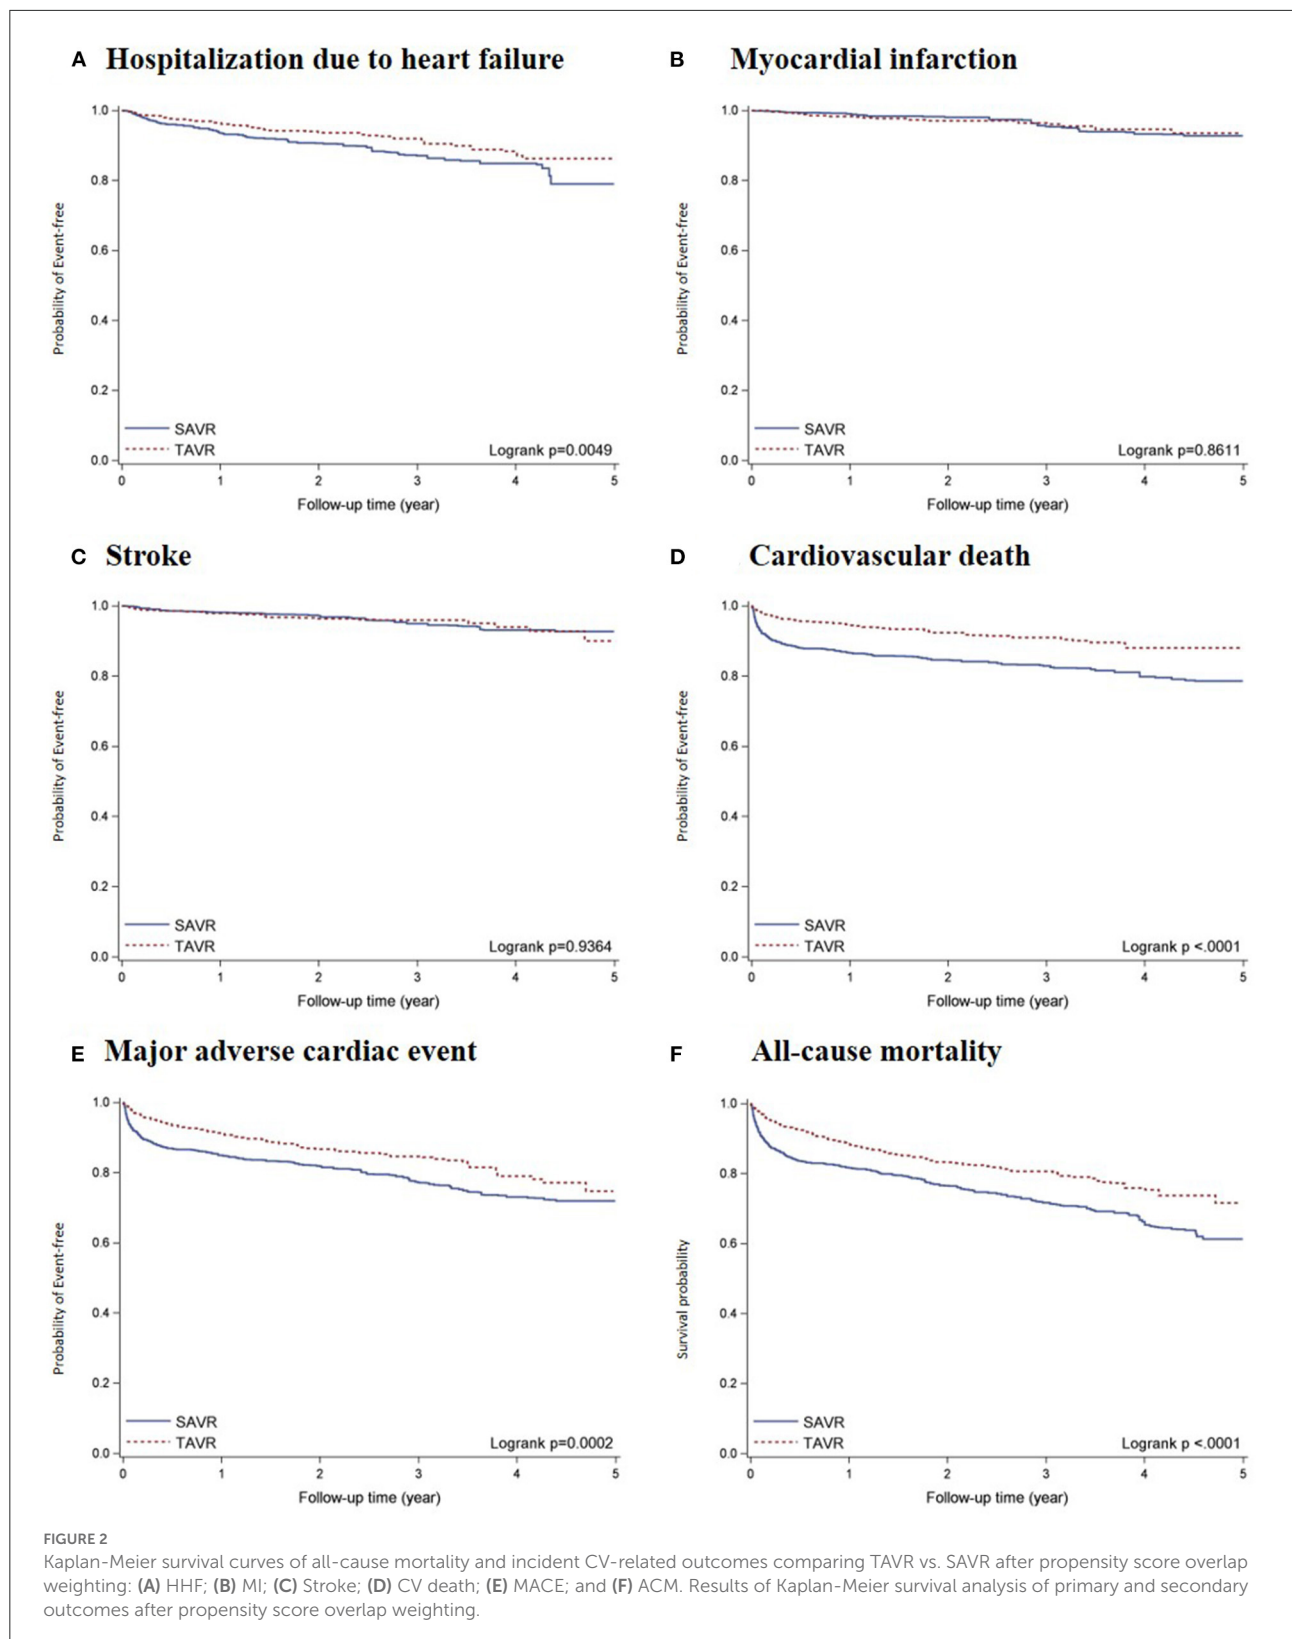 A Hospitalization due to heart failure
1.0
0.8
0.6
0.4
0.2
0.0
Probability of Event-free
SAVR
TAVR
Logrank p=0.0049
0 1 2 3 4 5
Follow-up time (year)
B Myocardial infarction
1.0
0.8
0.6
0.4
0.2
0.0
Probability of Event-free
SAVR
TAVR
Logrank p=0.8611
0 1 2 3 4 5
Follow-up time (year)
C Stroke
1.0
0.8
0.6
0.4
0.2
0.0
Probability of Event-free
SAVR
TAVR
Logrank p=0.9364
0 1 2 3 4 5
Follow-up time (year)
D Cardiovascular death
1.0
0.8
0.6
0.4
0.2
0.0
Probability of Event-free
SAVR
TAVR
Logrank p <.0001
0 1 2 3 4 5
Follow-up time (year)
E Major adverse cardiac event
1.0
0.8
0.6
0.4
0.2
0.0
Probability of Event-free
SAVR
TAVR
Logrank p=0.0002
0 1 2 3 4 5
Follow-up time (year)
F All-cause mortality
1.0
0.8
0.6
0.4
0.2
0.0
Survival probability
SAVR
TAVR
Logrank p <.0001
0 1 2 3 4 5
Follow-up time (year)
FIGURE 2
Kaplan-Meier survival curves of all-cause mortality and incident CV-related outcomes comparing TAVR vs. SAVR after propensity score overlap
weighting: (A) HHF; (B) MI; (C) Stroke; (D) CV death; (E) MACE; and (F) ACM. Results of Kaplan-Meier survival analysis of primary and secondary
outcomes after propensity score overlap weighting.